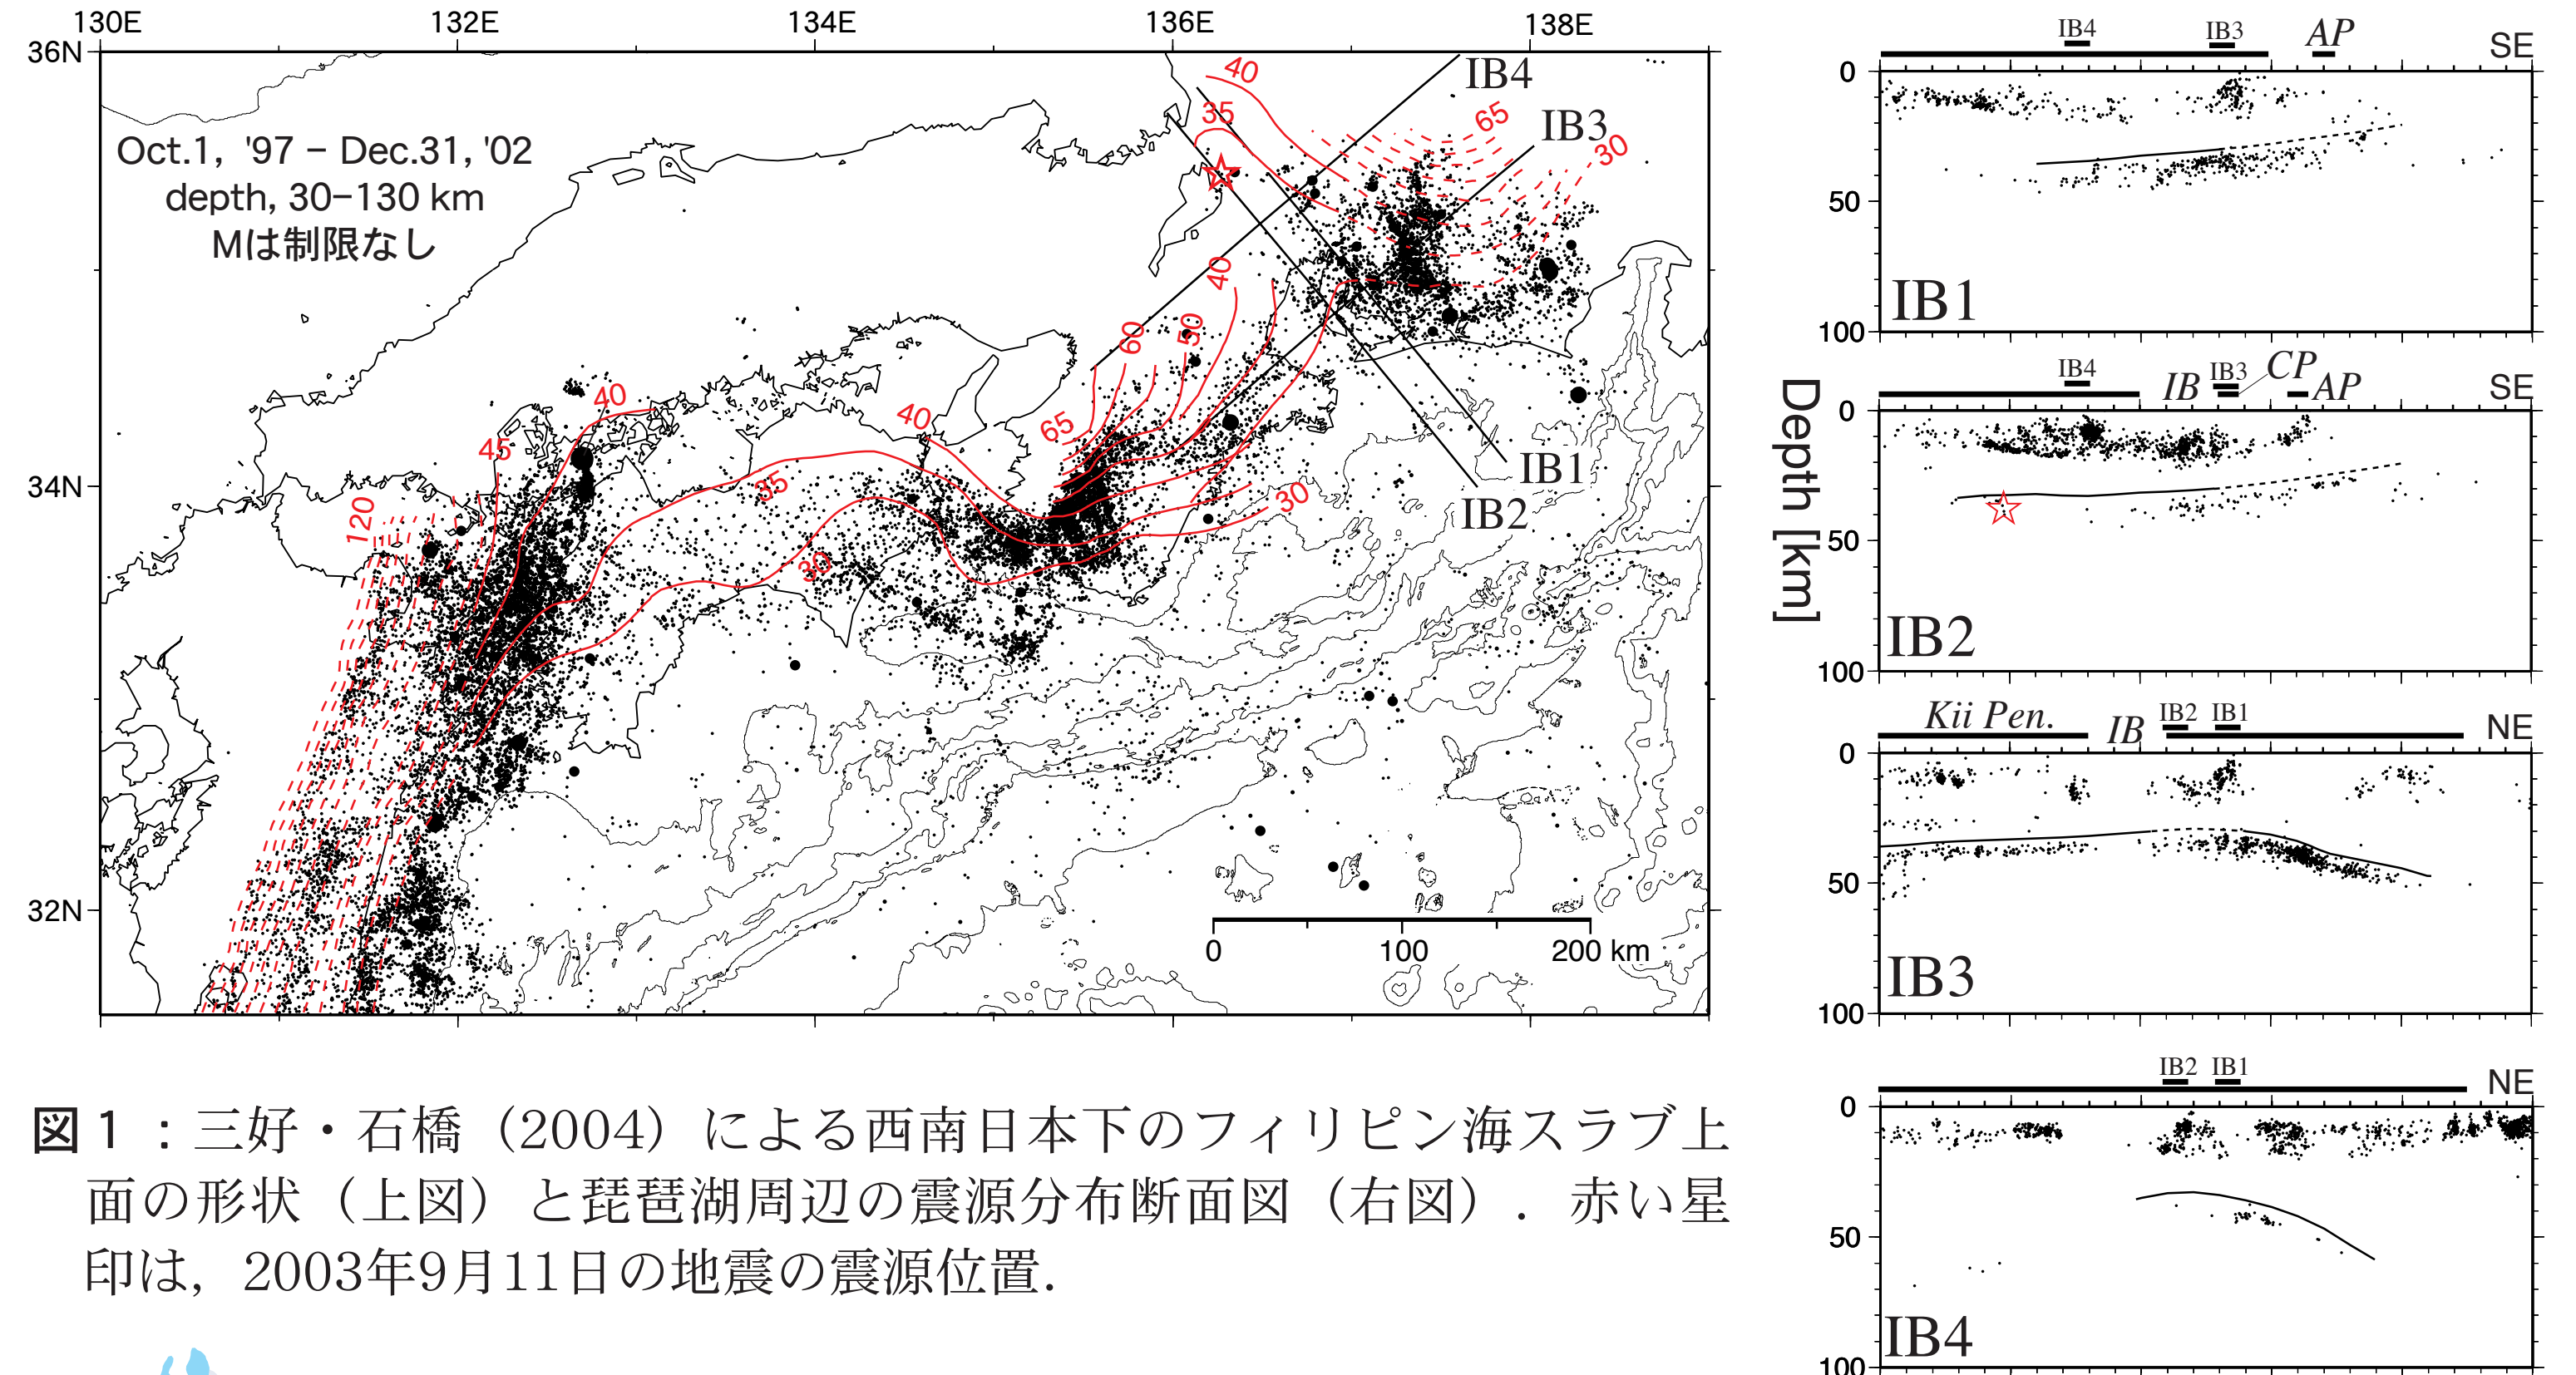 130E 132E 134E 136E 138E
36N
34N
32N
Oct.1, '97 – Dec.31, '02
depth, 30–130 km
Mは制限なし
40
35
65
30
IB4
IB3
40
60
50
65
40
40
45
35
30
30
120
IB1
IB2
0 100 200 km
Depth [km]
IB4 IB3 AP SE
0
50
100
IB1
IB4 IB IB3 CP AP SE
0
50
100
IB2
Kii Pen. IB IB2 IB1 NE
0
50
100
IB3
IB2 IB1 NE
0
50
100
IB4
図1：三好・石橋（2004）による西南日本下のフィリピン海スラブ上
面の形状（上図）と琵琶湖周辺の震源分布断面図（右図）．赤い星
印は，2003年9月11日の地震の震源位置．